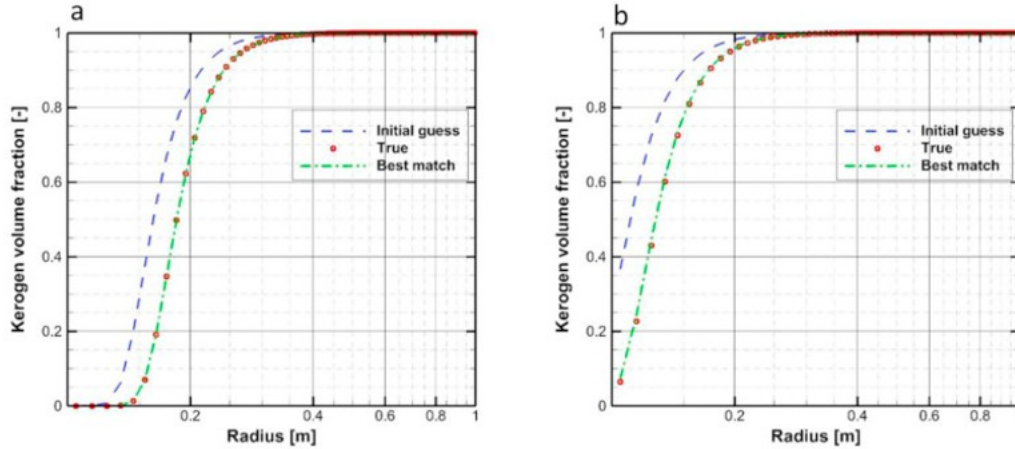 a
1
0.8
0.6
0.4
0.2
0
Kerogen volume fraction [-]
Initial guess
True
Best match
0.2
0.4
0.6
0.8
1
Radius [m]
b
1
0.8
0.6
0.4
0.2
0
Kerogen volume fraction [-]
Initial guess
True
Best match
0.2
0.4
0.6
0.8
1
Radius [m]